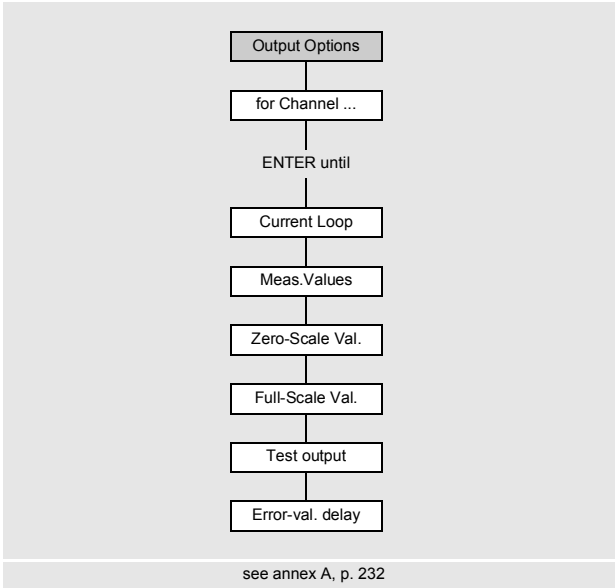 Output Options
for Channel ...
ENTER until
Current Loop
Meas.Values
Zero-Scale Val.
Full-Scale Val.
Test output
Error-val. delay
see annex A, p. 232